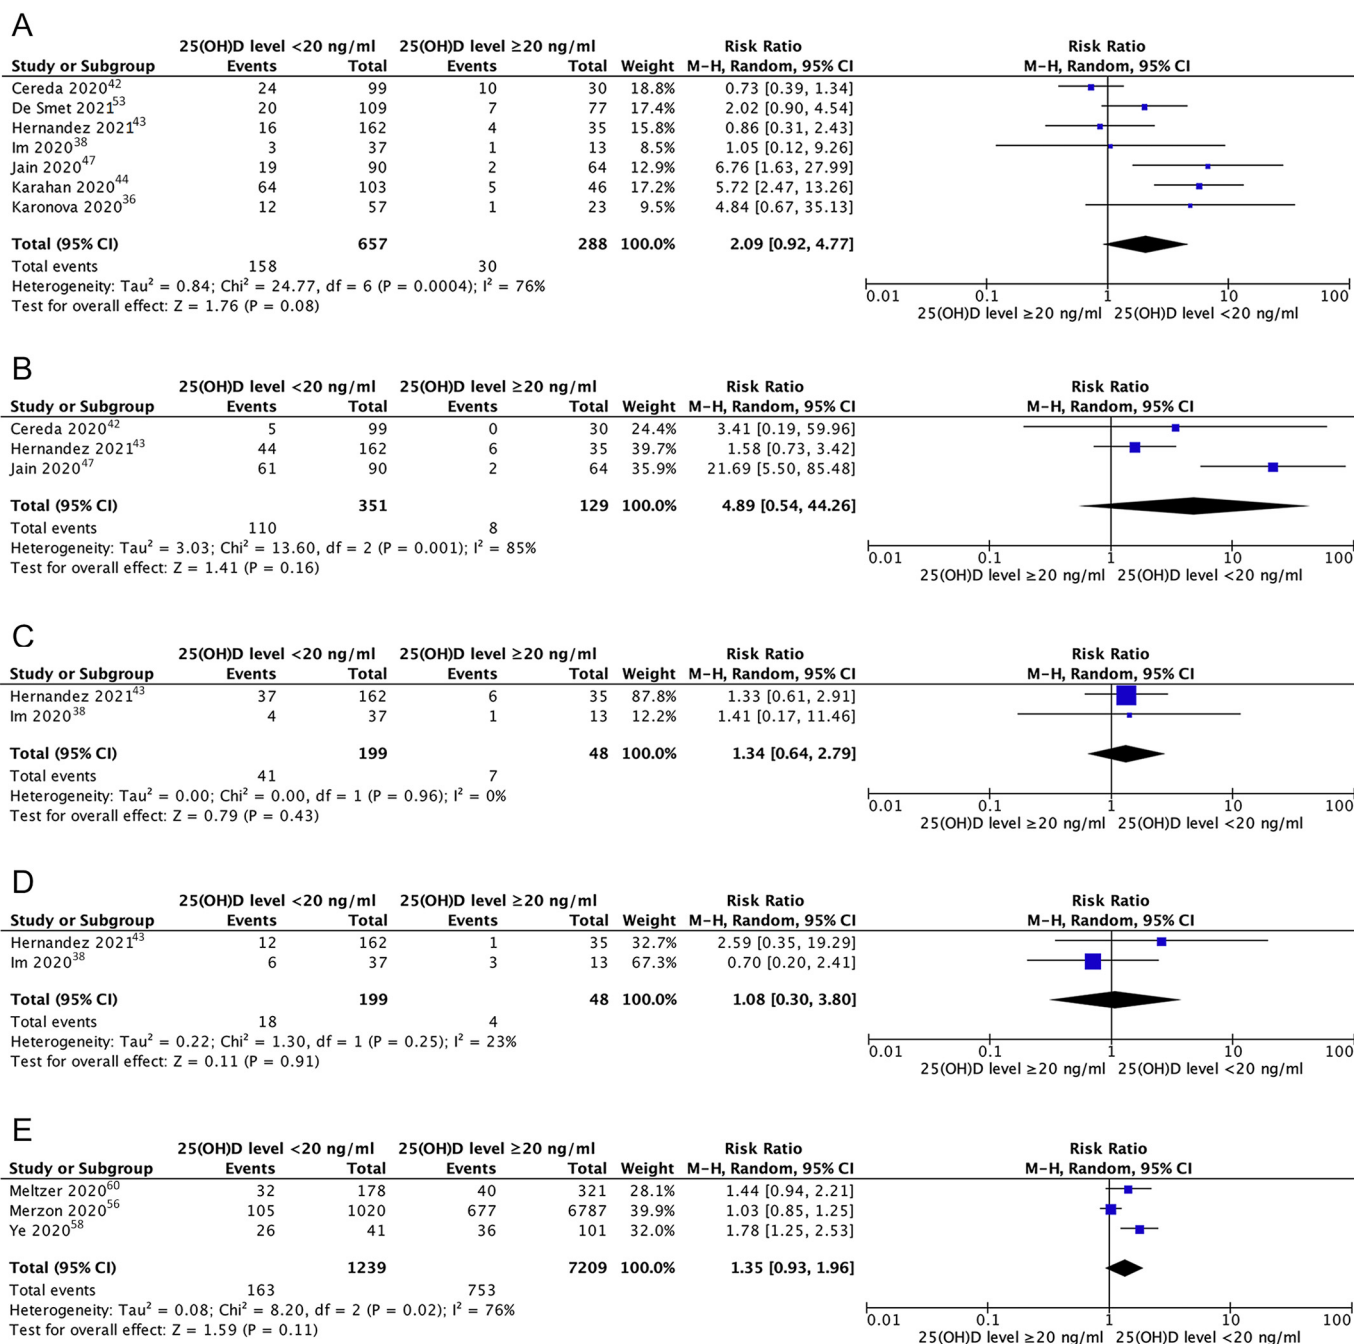 A
25(OH)D level <20 ng/ml 25(OH)D level ≥20 ng/ml Risk Ratio Risk Ratio
Study or Subgroup Events Total Events Total Weight M-H, Random, 95% CI M-H, Random, 95% CI
Cereda 2020⁴² 24 99 10 30 18.8% 0.73 [0.39, 1.34]
De Smet 2021⁵³ 20 109 7 77 17.4% 2.02 [0.90, 4.54]
Hernandez 2021⁴³ 16 162 4 35 15.8% 0.86 [0.31, 2.43]
Im 2020³⁸ 3 37 1 13 8.5% 1.05 [0.12, 9.26]
Jain 2020⁴⁷ 19 90 2 64 12.9% 6.76 [1.63, 27.99]
Karahan 2020⁴⁴ 64 103 5 46 17.2% 5.72 [2.47, 13.26]
Karonova 2020³⁶ 12 57 1 23 9.5% 4.84 [0.67, 35.13]
Total (95% CI) 657 288 100.0% 2.09 [0.92, 4.77]
Total events 158 30
Heterogeneity: Tau² = 0.84; Chi² = 24.77, df = 6 (P = 0.0004); I² = 76%
Test for overall effect: Z = 1.76 (P = 0.08)
0.01 0.1 1 10 100
25(OH)D level ≥20 ng/ml 25(OH)D level <20 ng/ml
B
25(OH)D level <20 ng/ml 25(OH)D level ≥20 ng/ml Risk Ratio Risk Ratio
Study or Subgroup Events Total Events Total Weight M-H, Random, 95% CI M-H, Random, 95% CI
Cereda 2020⁴² 5 99 0 30 24.4% 3.41 [0.19, 59.96]
Hernandez 2021⁴³ 44 162 6 35 39.7% 1.58 [0.73, 3.42]
Jain 2020⁴⁷ 61 90 2 64 35.9% 21.69 [5.50, 85.48]
Total (95% CI) 351 129 100.0% 4.89 [0.54, 44.26]
Total events 110 8
Heterogeneity: Tau² = 3.03; Chi² = 13.60, df = 2 (P = 0.001); I² = 85%
Test for overall effect: Z = 1.41 (P = 0.16)
0.01 0.1 1 10 100
25(OH)D level ≥20 ng/ml 25(OH)D level <20 ng/ml
C
25(OH)D level <20 ng/ml 25(OH)D level ≥20 ng/ml Risk Ratio Risk Ratio
Study or Subgroup Events Total Events Total Weight M-H, Random, 95% CI M-H, Random, 95% CI
Hernandez 2021⁴³ 37 162 6 35 87.8% 1.33 [0.61, 2.91]
Im 2020³⁸ 4 37 1 13 12.2% 1.41 [0.17, 11.46]
Total (95% CI) 199 48 100.0% 1.34 [0.64, 2.79]
Total events 41 7
Heterogeneity: Tau² = 0.00; Chi² = 0.00, df = 1 (P = 0.96); I² = 0%
Test for overall effect: Z = 0.79 (P = 0.43)
0.01 0.1 1 10 100
25(OH)D level ≥20 ng/ml 25(OH)D level <20 ng/ml
D
25(OH)D level <20 ng/ml 25(OH)D level ≥20 ng/ml Risk Ratio Risk Ratio
Study or Subgroup Events Total Events Total Weight M-H, Random, 95% CI M-H, Random, 95% CI
Hernandez 2021⁴³ 12 162 1 35 32.7% 2.59 [0.35, 19.29]
Im 2020³⁸ 6 37 3 13 67.3% 0.70 [0.20, 2.41]
Total (95% CI) 199 48 100.0% 1.08 [0.30, 3.80]
Total events 18 4
Heterogeneity: Tau² = 0.22; Chi² = 1.30, df = 1 (P = 0.25); I² = 23%
Test for overall effect: Z = 0.11 (P = 0.91)
0.01 0.1 1 10 100
25(OH)D level ≥20 ng/ml 25(OH)D level <20 ng/ml
E
25(OH)D level <20 ng/ml 25(OH)D level ≥20 ng/ml Risk Ratio Risk Ratio
Study or Subgroup Events Total Events Total Weight M-H, Random, 95% CI M-H, Random, 95% CI
Meltzer 2020⁶⁰ 32 178 40 321 28.1% 1.44 [0.94, 2.21]
Merzon 2020⁵⁶ 105 1020 677 6787 39.9% 1.03 [0.85, 1.25]
Ye 2020⁵⁸ 26 41 36 101 32.0% 1.78 [1.25, 2.53]
Total (95% CI) 1239 7209 100.0% 1.35 [0.93, 1.96]
Total events 163 753
Heterogeneity: Tau² = 0.08; Chi² = 8.20, df = 2 (P = 0.02); I² = 76%
Test for overall effect: Z = 1.59 (P = 0.11)
0.01 0.1 1 10 100
25(OH)D level ≥20 ng/ml 25(OH)D level <20 ng/ml